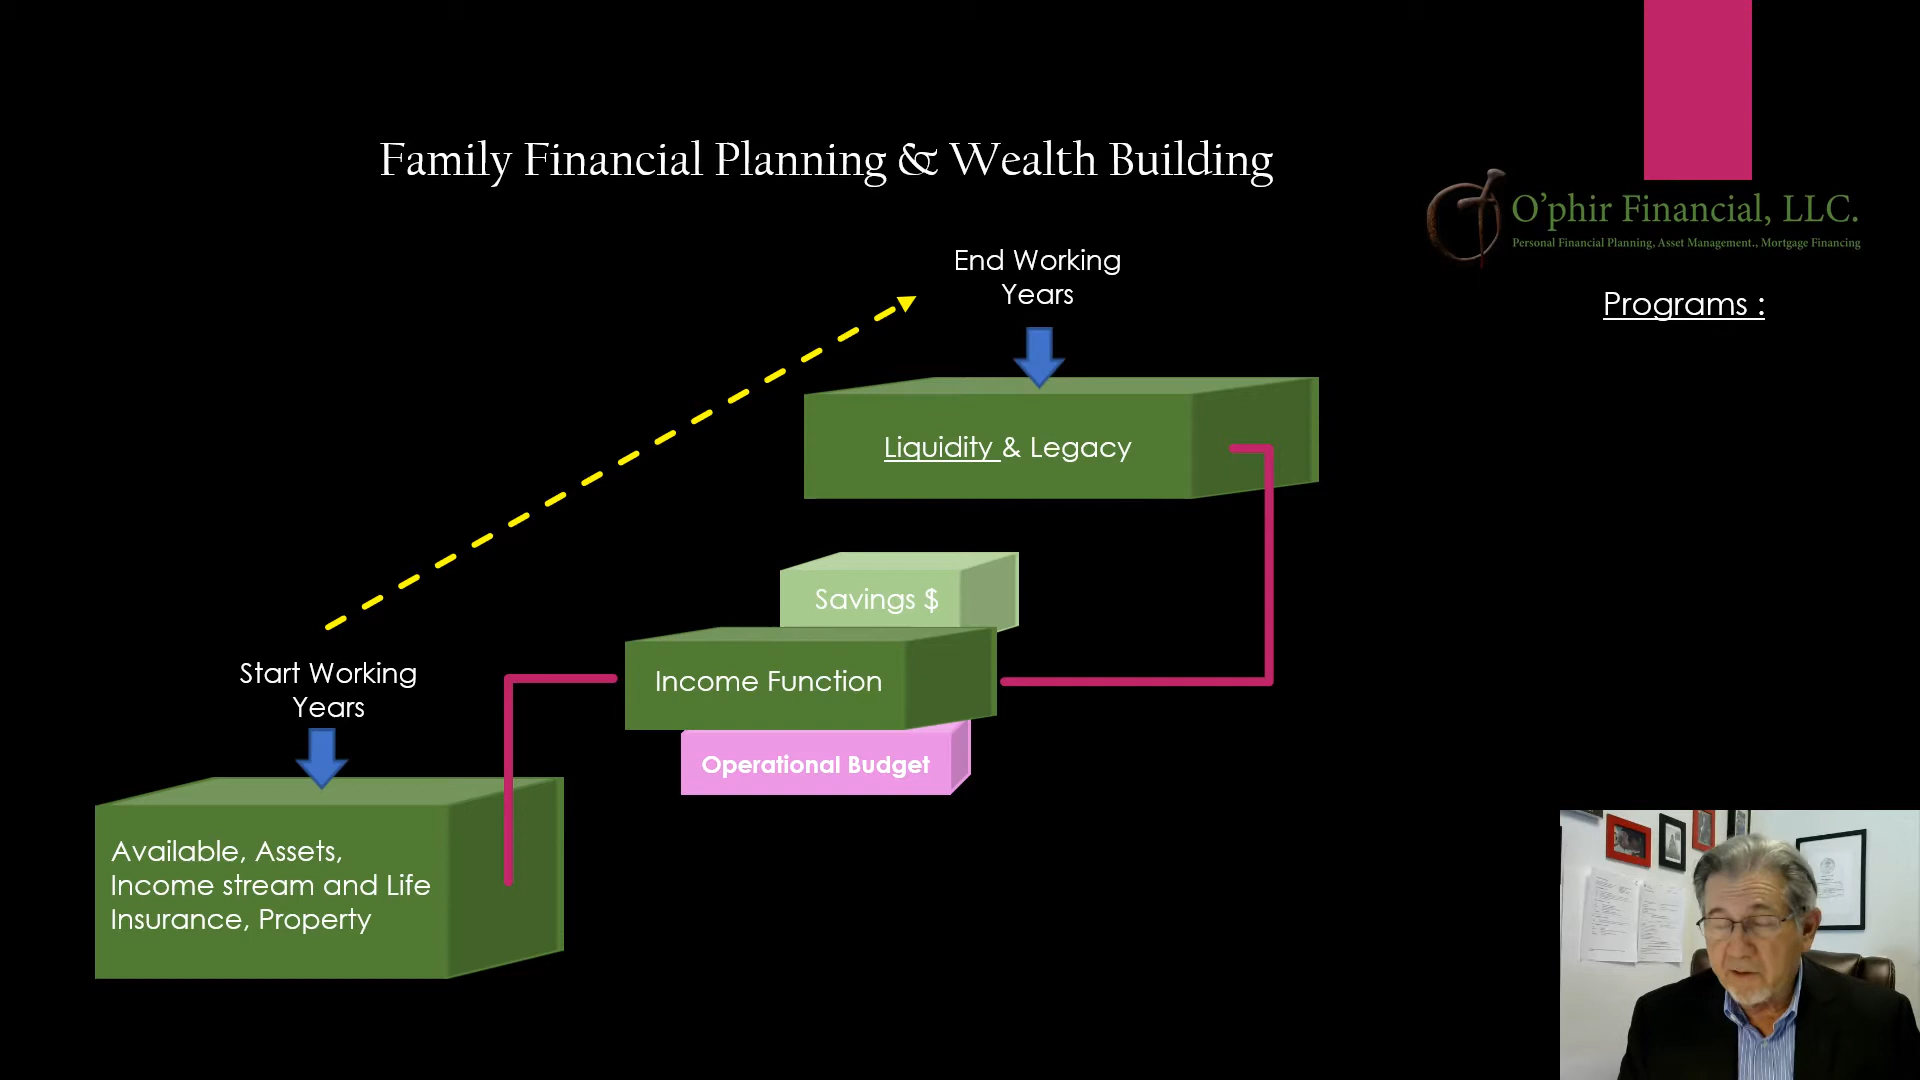 Family Financial Planning & Wealth Building
O'phir Financial, LLC.
Personal Financial Planning, Asset Management., Mortgage Financing
Programs :
End Working
Years
Liquidity & Legacy
Savings $
Income Function
Operational Budget
Start Working
Years
Available, Assets,
Income stream and Life
Insurance, Property